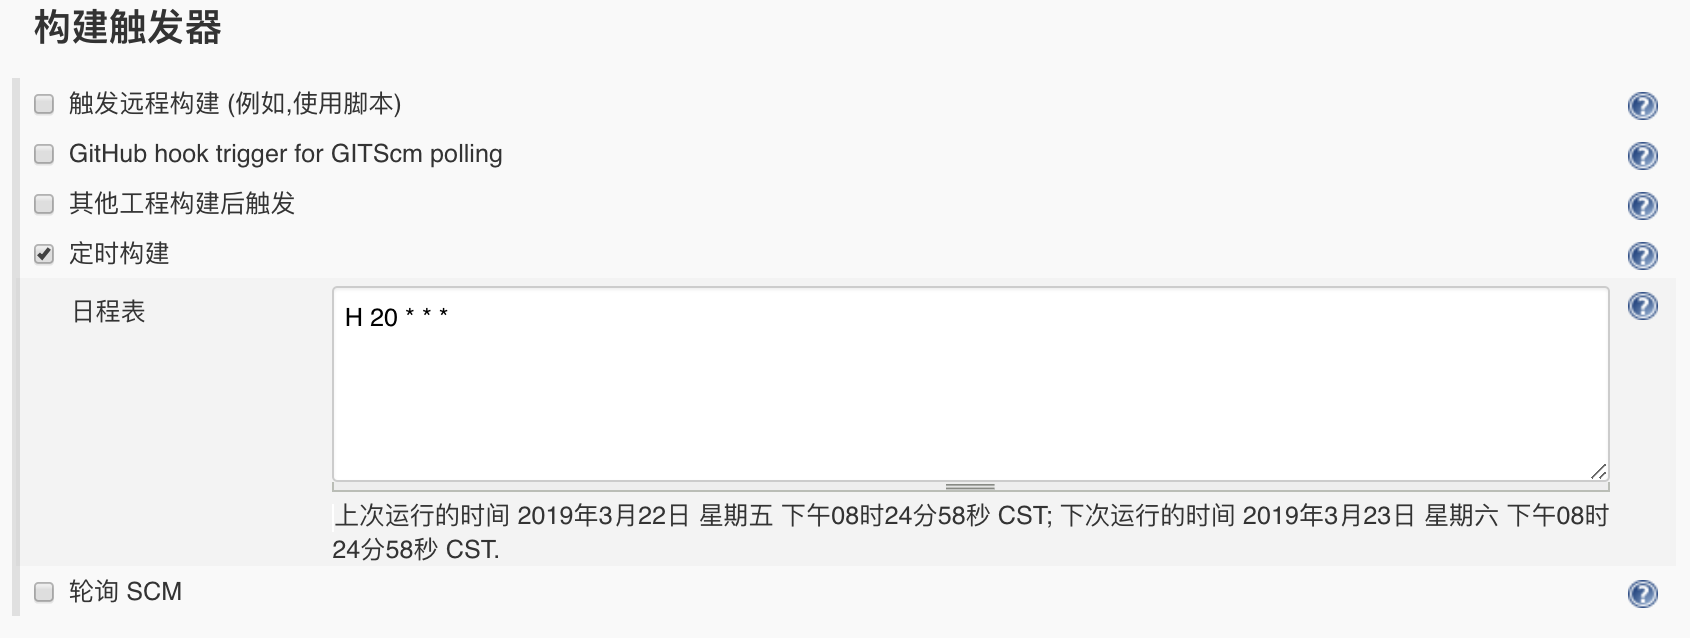 构建触发器
触发远程构建 (例如,使用脚本)
GitHub hook trigger for GITScm polling
其他工程构建后触发
定时构建
日程表
H 20 * * *
上次运行的时间 2019年3月22日 星期五 下午08时24分58秒 CST; 下次运行的时间 2019年3月23日 星期六 下午08时
24分58秒 CST.
轮询 SCM